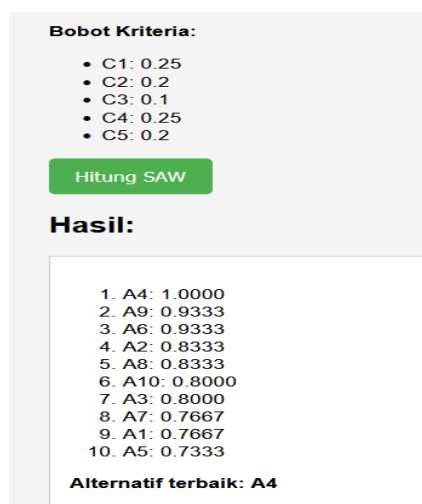 Bobot Kriteria:
• C1: 0.25
• C2: 0.2
• C3: 0.1
• C4: 0.25
• C5: 0.2
Hitung SAW
Hasil:
1. A4: 1.0000
2. A9: 0.9333
3. A6: 0.9333
4. A2: 0.8333
5. A8: 0.8333
6. A10: 0.8000
7. A3: 0.8000
8. A7: 0.7667
9. A1: 0.7667
10. A5: 0.7333
Alternatif terbaik: A4